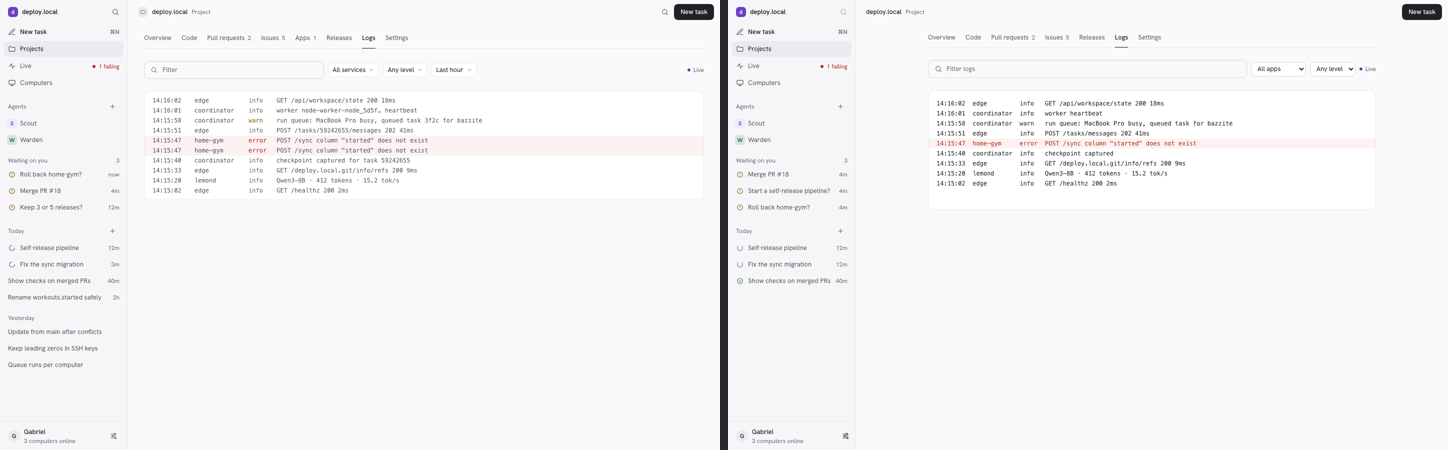 d deploy.local
New task ⌘N
Projects
Live 1 failing
Computers
Agents +
S Scout
W Warden
Waiting on you 3
Roll back home-gym? now
Merge PR #18 4m
Keep 3 or 5 releases? 12m
Today +
Self-release pipeline 12m
Fix the sync migration 3m
Show checks on merged PRs 40m
Rename workouts.started safely 2h
Yesterday
Update from main after conflicts
Keep leading zeros in SSH keys
Queue runs per computer
G Gabriel
3 computers online
deploy.local Project New task
Overview Code Pull requests 2 Issues 5 Apps 1 Releases Logs Settings
Filter All services Any level Last hour Live
14:16:02 edge info GET /api/workspace/state 200 18ms
14:16:01 coordinator info worker node-worker-node_5d5f… heartbeat
14:15:58 coordinator warn run queue: MacBook Pro busy, queued task 3f2c for bazzite
14:15:51 edge info POST /tasks/59242655/messages 202 41ms
14:15:47 home-gym error POST /sync column "started" does not exist
14:15:47 home-gym error POST /sync column "started" does not exist
14:15:40 coordinator info checkpoint captured for task 59242655
14:15:33 edge info GET /deploy.local.git/info/refs 200 9ms
14:15:20 lemond info Qwen3-8B · 412 tokens · 15.2 tok/s
14:15:02 edge info GET /healthz 200 2ms
d deploy.local
New task ⌘N
Projects
Live 1 failing
Computers
Agents +
S Scout
W Warden
Waiting on you 3
Merge PR #18 4m
Start a self-release pipeline? 4m
Roll back home-gym? 4m
Today +
Self-release pipeline 12m
Fix the sync migration 12m
Show checks on merged PRs 40m
G Gabriel
3 computers online
deploy.local Project New task
Overview Code Pull requests 2 Issues 5 Releases Logs Settings
Filter logs All apps Any level Live
14:16:02 edge info GET /api/workspace/state 200 18ms
14:16:01 coordinator info worker heartbeat
14:15:58 coordinator warn run queue: MacBook Pro busy, queued task for bazzite
14:15:51 edge info POST /tasks/messages 202 41ms
14:15:47 home-gym error POST /sync column "started" does not exist
14:15:40 coordinator info checkpoint captured
14:15:33 edge info GET /deploy.local.git/info/refs 200 9ms
14:15:20 lemond info Qwen3-8B · 412 tokens · 15.2 tok/s
14:15:02 edge info GET /healthz 200 2ms